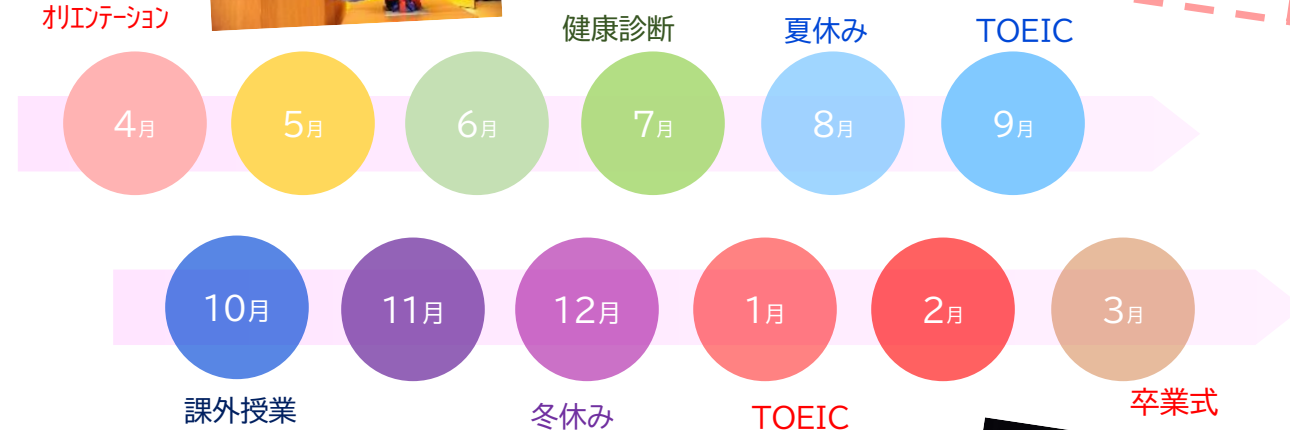 ｵﾘｴﾝﾃｰｼｮﾝ
健康診断
夏休み
TOEIC
4月
5月
6月
7月
8月
9月
10月
11月
12月
1月
2月
3月
課外授業
冬休み
TOEIC
卒業式